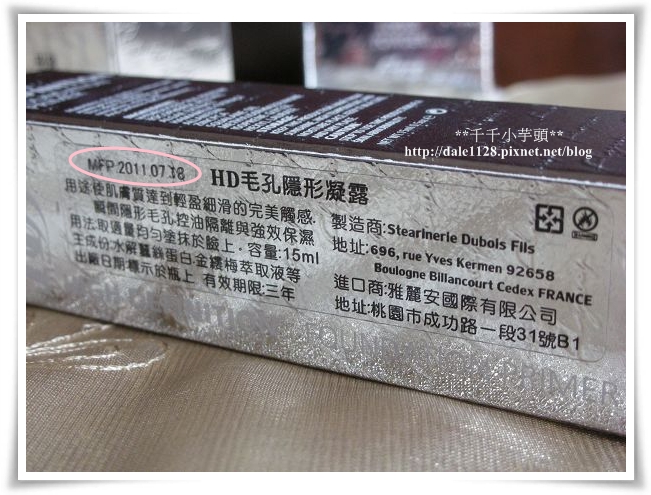 **千千小芋頭**
http://dale1128.pixnet.net/blog
MFP 2011.07.18
HD毛孔隱形凝露
用途:使肌膚質達到輕盈細滑的完美觸感.
瞬間隱形毛孔控油隔離與強效保濕
用法:取適量均勻塗抹於臉上。容量:15ml
主成份:水解蠶絲蛋白.金縷梅萃取液等
出廠日期標示於瓶上 有效期限:三年
製造商:Stearinerie Dubois Fils
地址:696, rue Yves Kermen 92658
Boulogne Billancourt Cedex FRANCE
進口商:雅麗安國際有限公司
地址:桃園市成功路一段31號B1
FOUNDATION PRIMER